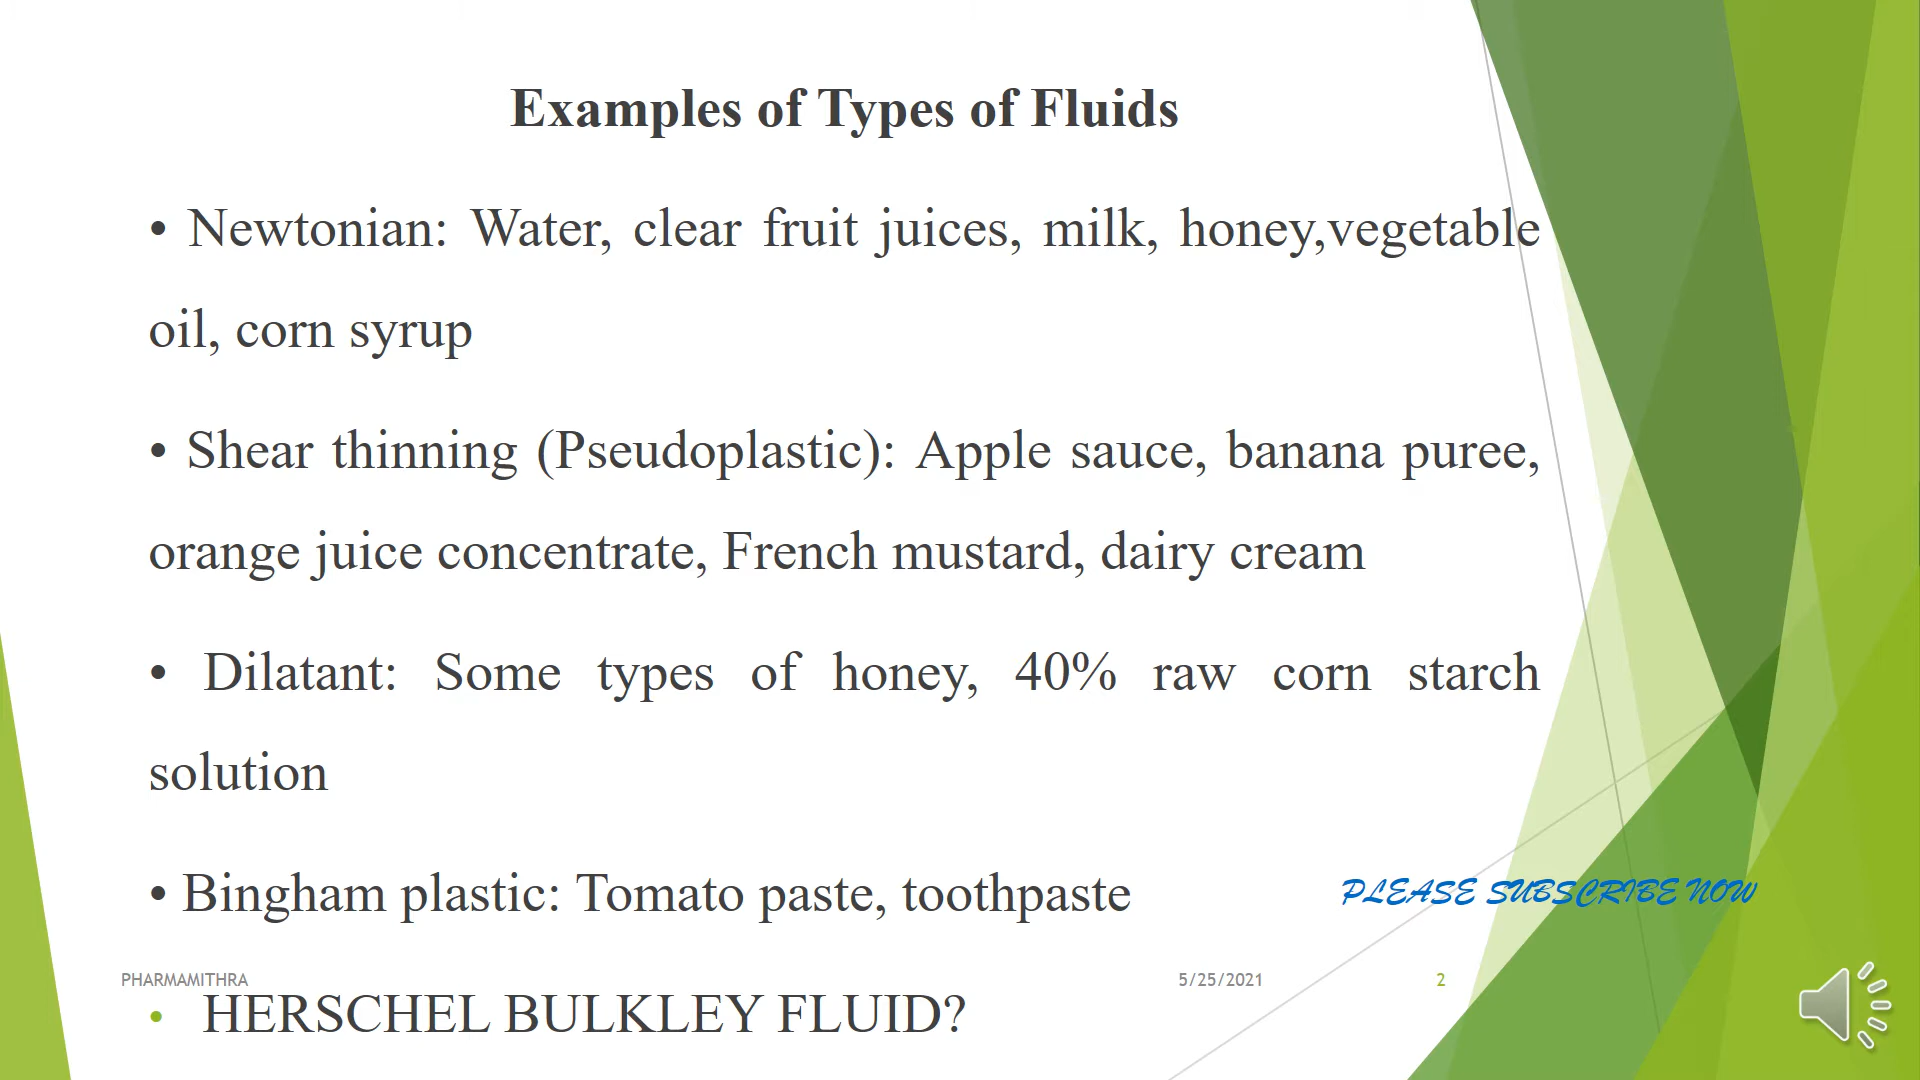 Examples of Types of Fluids
• Newtonian: Water, clear fruit juices, milk, honey,vegetable
oil, corn syrup
• Shear thinning (Pseudoplastic): Apple sauce, banana puree,
orange juice concentrate, French mustard, dairy cream
• Dilatant: Some types of honey, 40% raw corn starch
solution
• Bingham plastic: Tomato paste, toothpaste
PLEASE SUBSCRIBE NOW
PHARMAMITHRA 5/25/2021 2
• HERSCHEL BULKLEY FLUID?